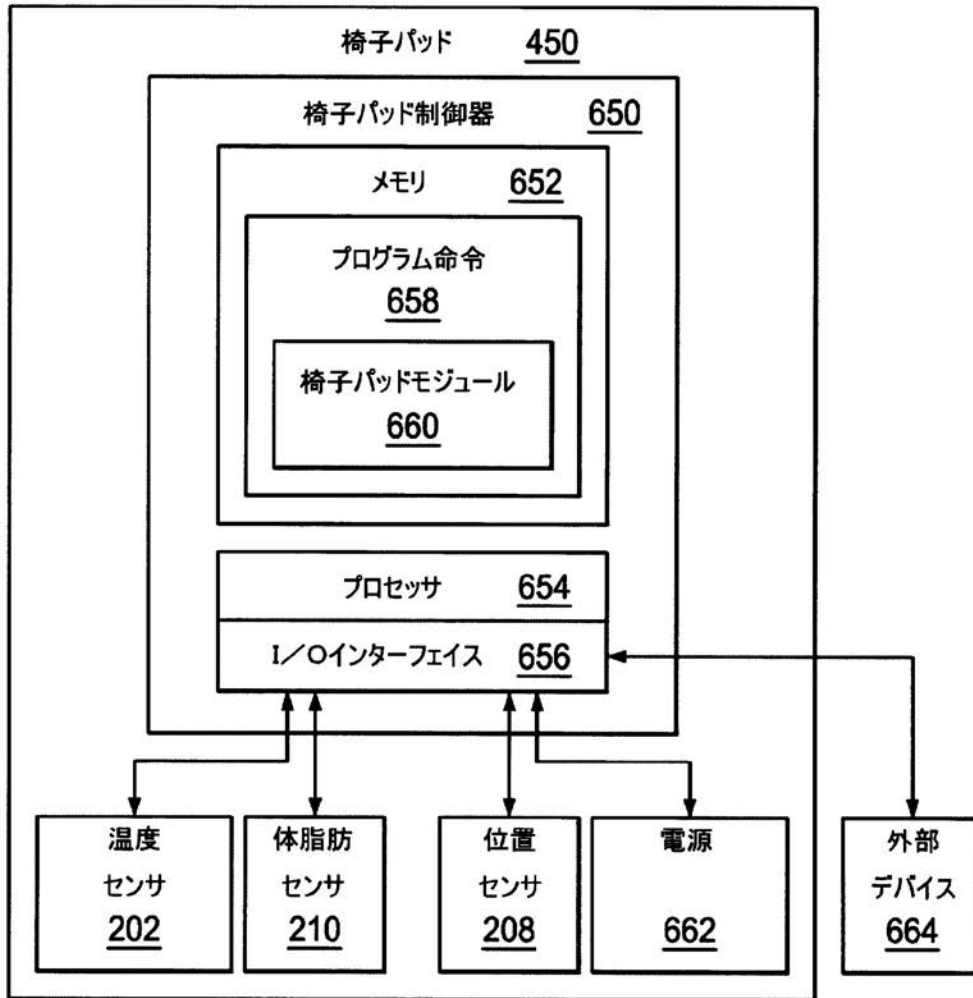 椅子パッド 450
椅子パッド制御器 650
メモリ 652
プログラム命令
658
椅子パッドモジュール
660
プロセッサ 654
I/Oインターフェイス 656
温度
センサ
202
体脂肪
センサ
210
位置
センサ
208
電源
662
外部
デバイス
664